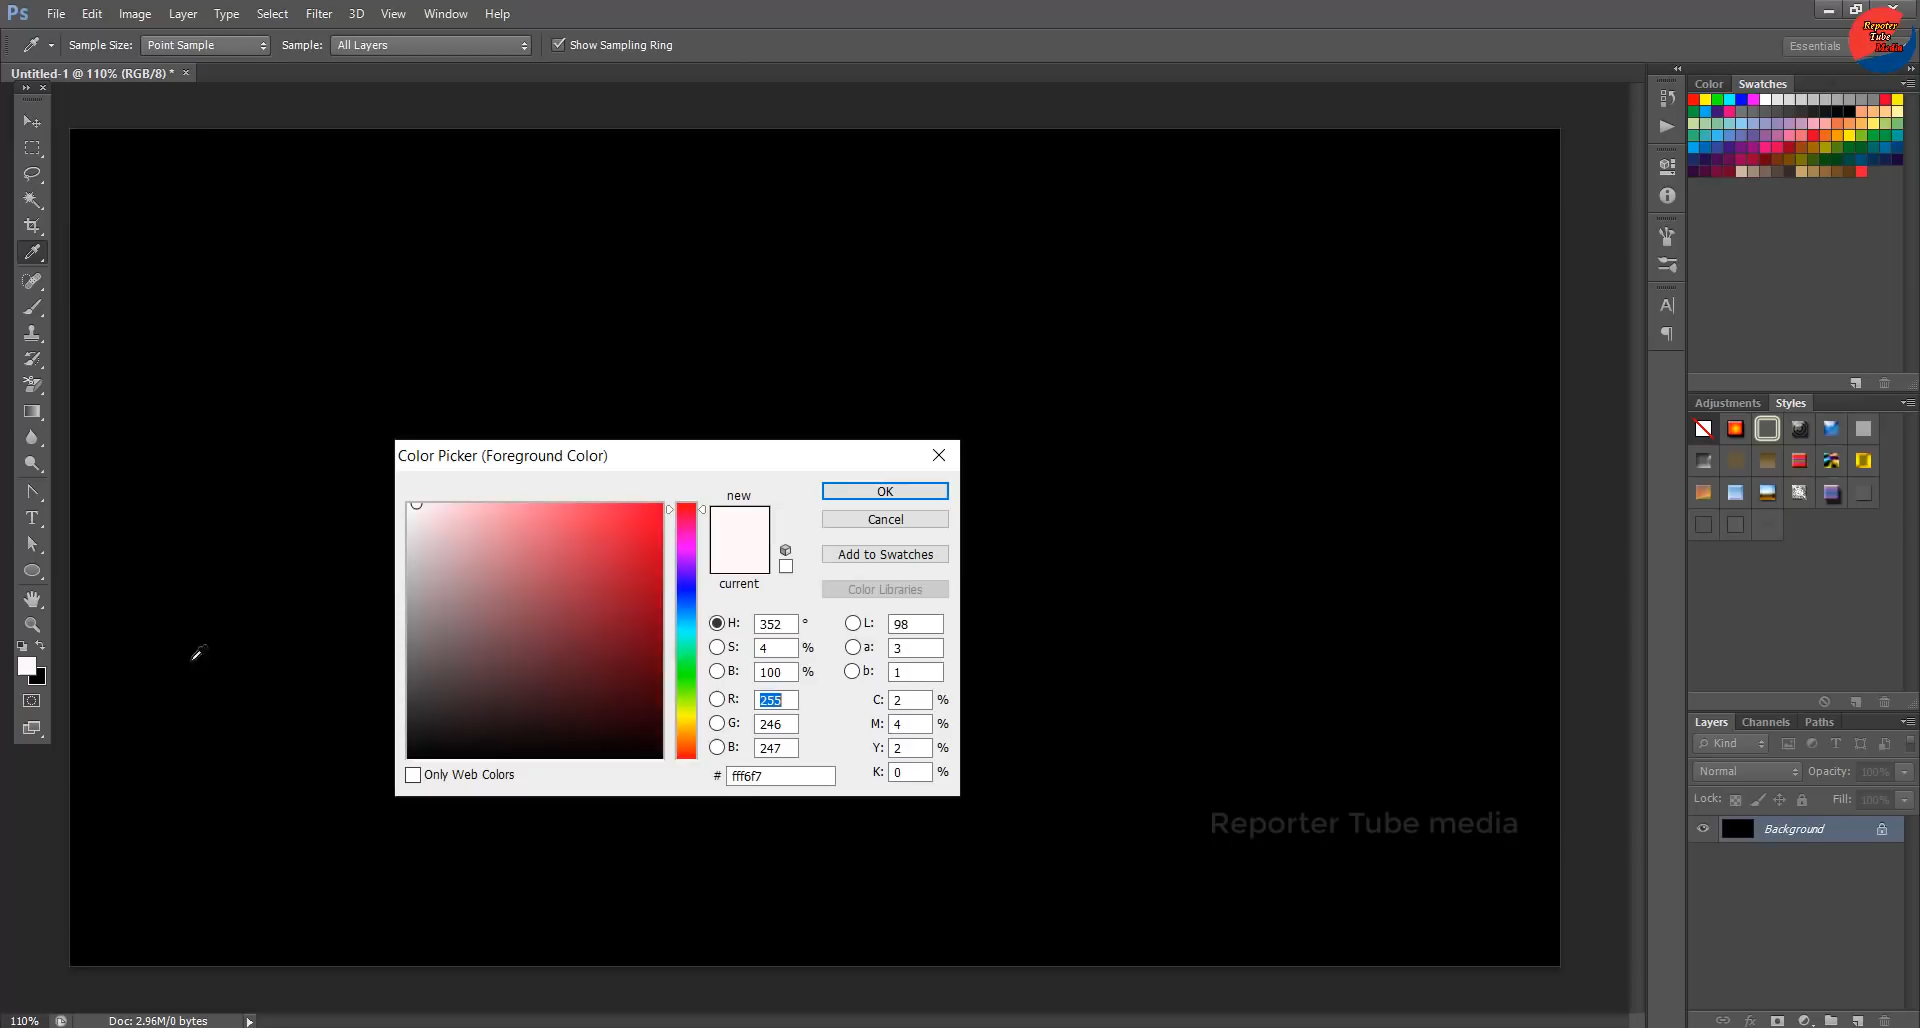 Ps File Edit Image Layer Type Select Filter 3D View Window Help
Sample Size: Point Sample Sample: All Layers Show Sampling Ring Essentials
Repoter
Tube
Media
Untitled-1 @ 110% (RGB/8) * ×
Color Swatches
Color Picker (Foreground Color)
new
current
OK
Cancel
Add to Swatches
Color Libraries
H: 352 °
S: 4 %
B: 100 %
R: 255
G: 246
B: 247
# fff6f7
L: 98
a: 3
b: 1
C: 2 %
M: 4 %
Y: 2 %
K: 0 %
Only Web Colors
Reporter Tube media
Adjustments Styles
Layers Channels Paths
Kind
Normal Opacity: 100%
Lock: Fill: 100%
Background
110% Doc: 2.96M/0 bytes